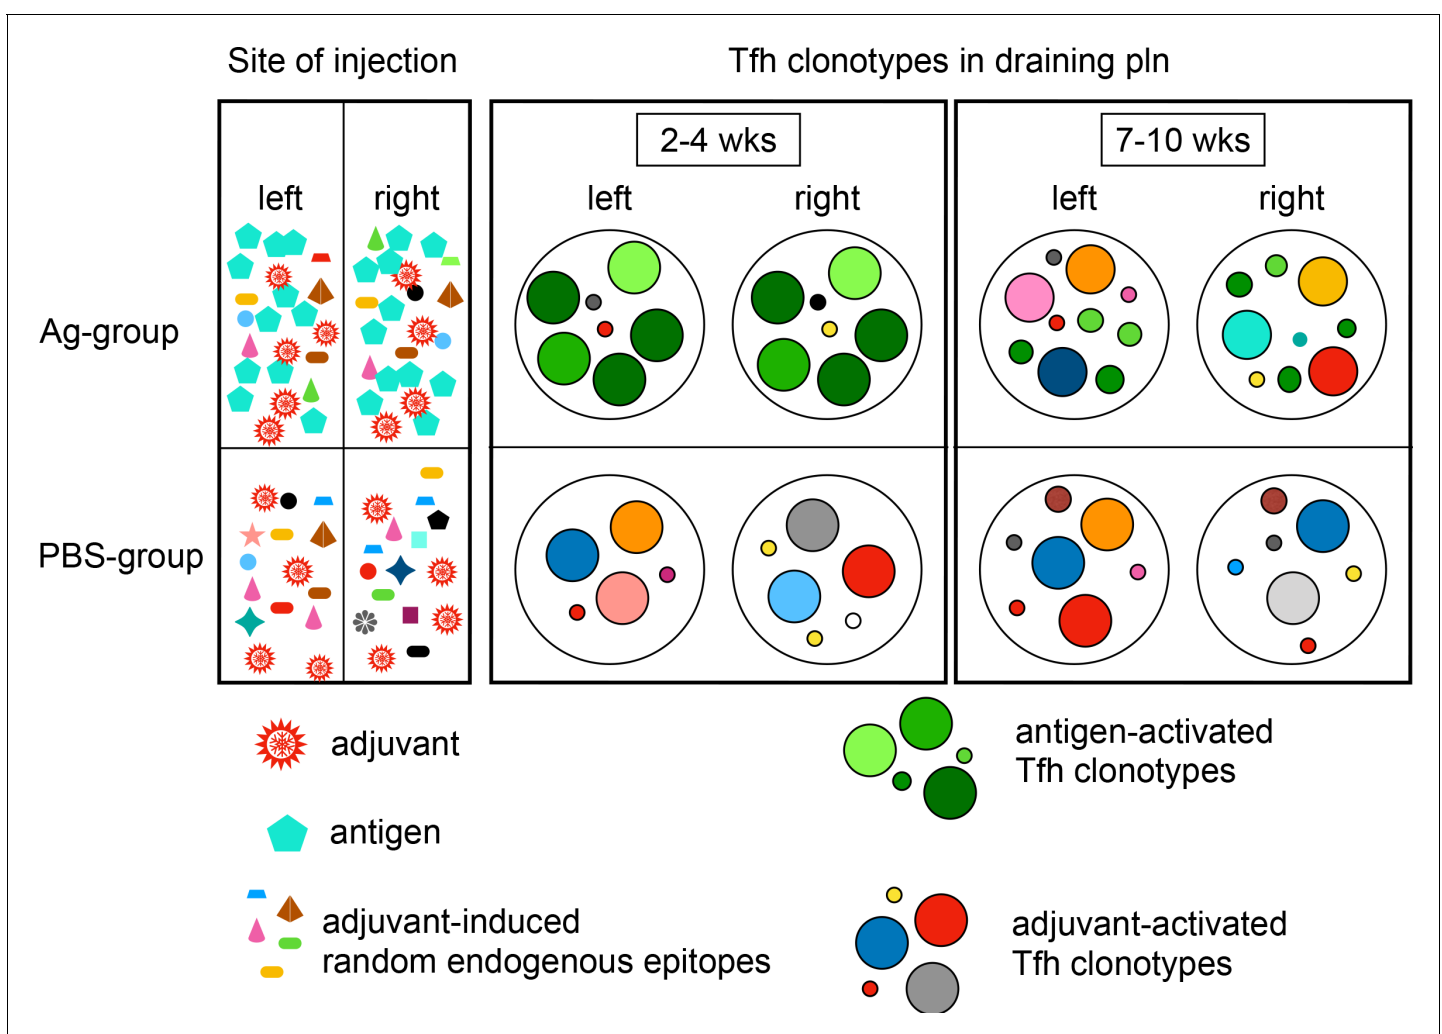 Site of injection
Tfh clonotypes in draining pln
2-4 wks
7-10 wks
left
right
left
right
left
right
Ag-group
PBS-group
adjuvant
antigen
adjuvant-induced
random endogenous epitopes
antigen-activated
Tfh clonotypes
adjuvant-activated
Tfh clonotypes